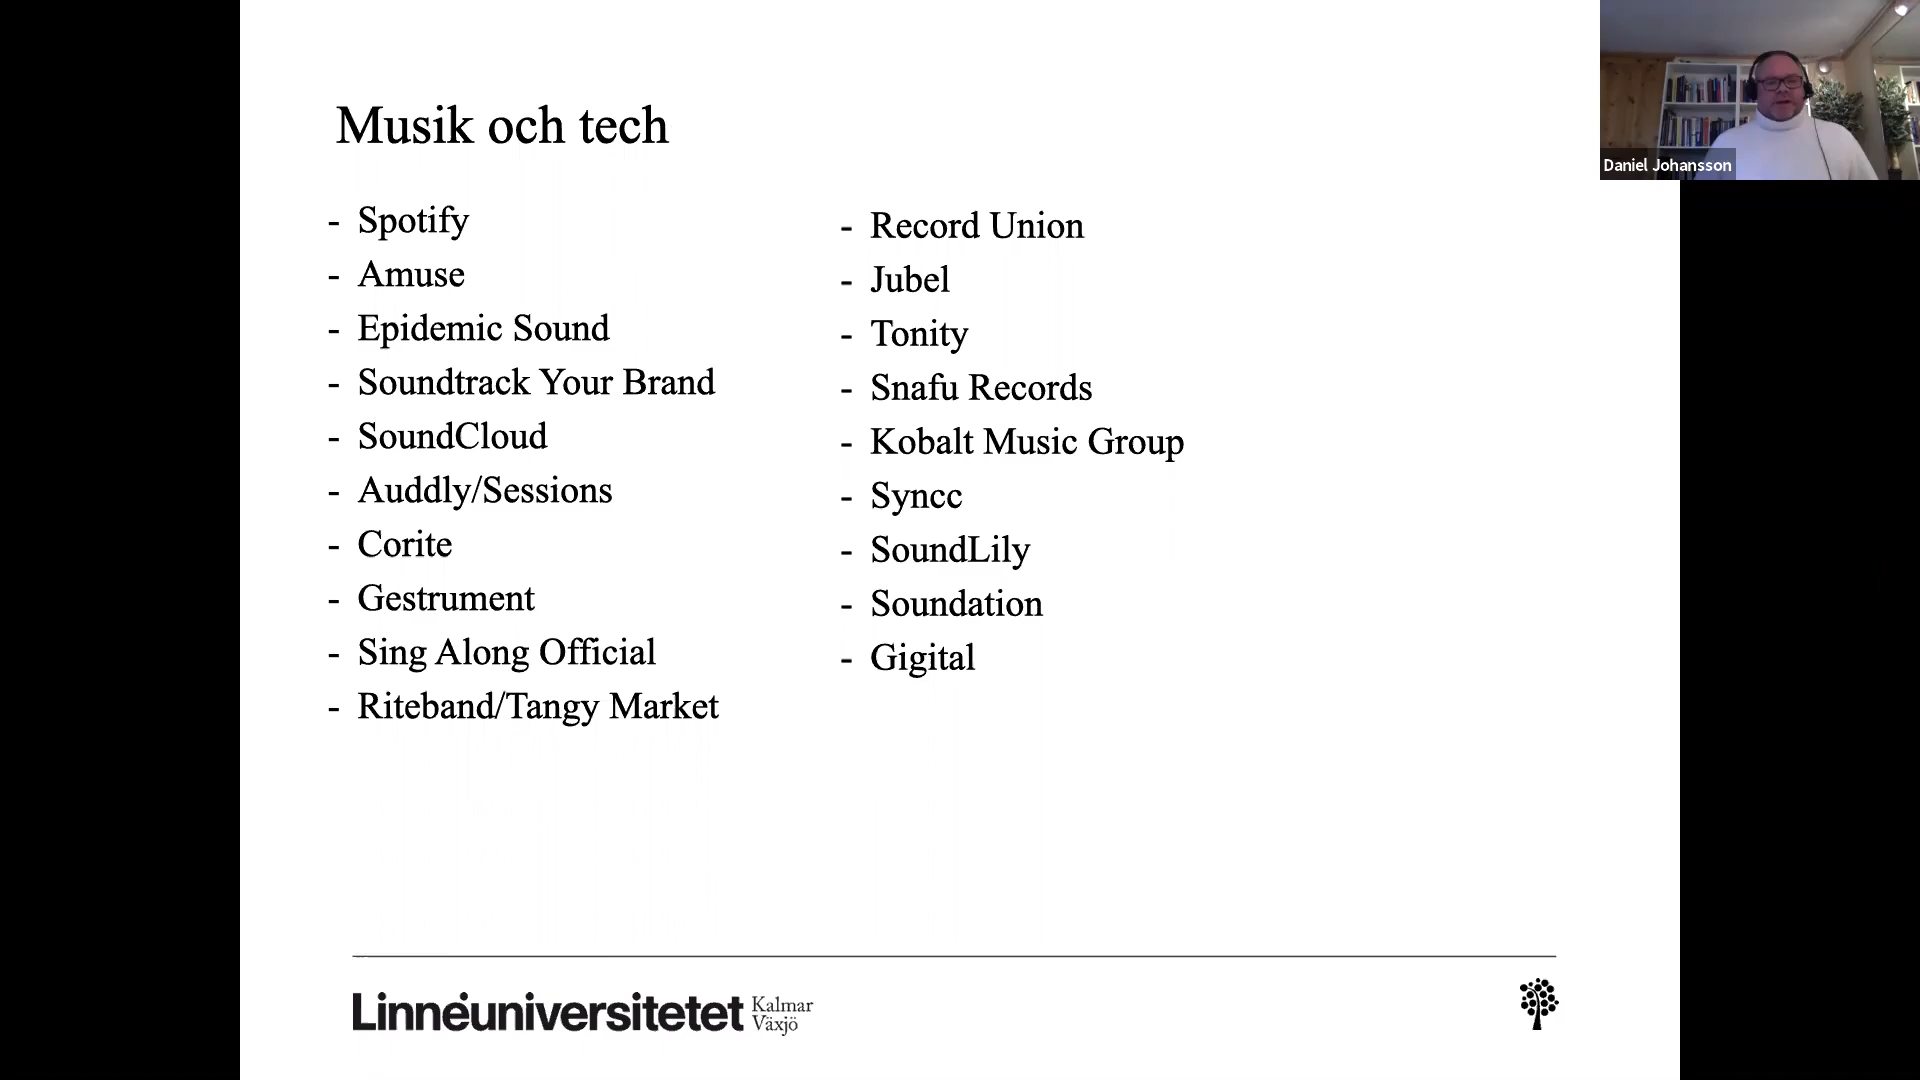 Musik och tech
- Spotify
- Amuse
- Epidemic Sound
- Soundtrack Your Brand
- SoundCloud
- Auddly/Sessions
- Corite
- Gestrument
- Sing Along Official
- Riteband/Tangy Market
- Record Union
- Jubel
- Tonity
- Snafu Records
- Kobalt Music Group
- Syncc
- SoundLily
- Soundation
- Gigital
Daniel Johansson
Linnéuniversitetet
Kalmar
Växjö